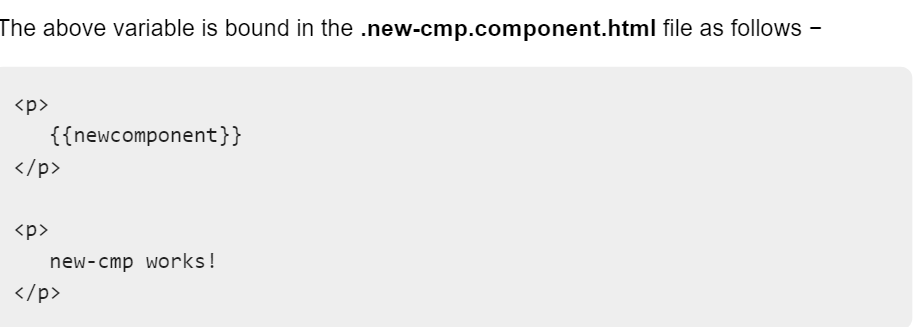 The above variable is bound in the .new-cmp.component.html file as follows −
<p>
{{newcomponent}}
</p>
<p>
new-cmp works!
</p>